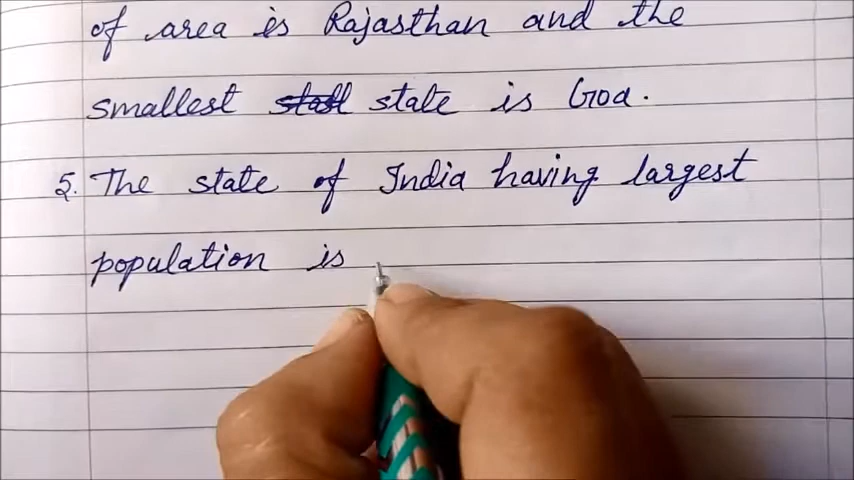 of area is Rajasthan and the
smallest state is Goa.
5. The state of India having largest
population is